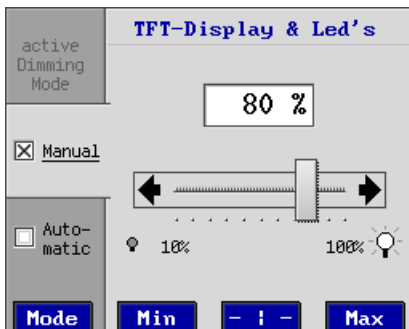 TFT-Display & Led's
active
Dimming
Mode
80 %
Manual
Auto-
matic
10% 100%
Mode Min - ¦ - Max